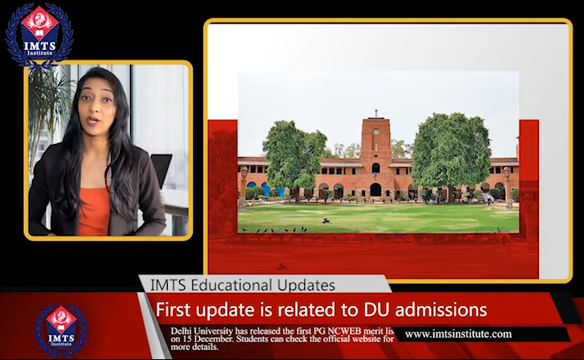 IMTS
Institute
IMTS Educational Updates
First update is related to DU admissions
IMTS
Institute
Delhi University has released the first PG NCWEB merit lis
on 15 December. Students can check the official website for
more details.
www.imtsinstitute.com